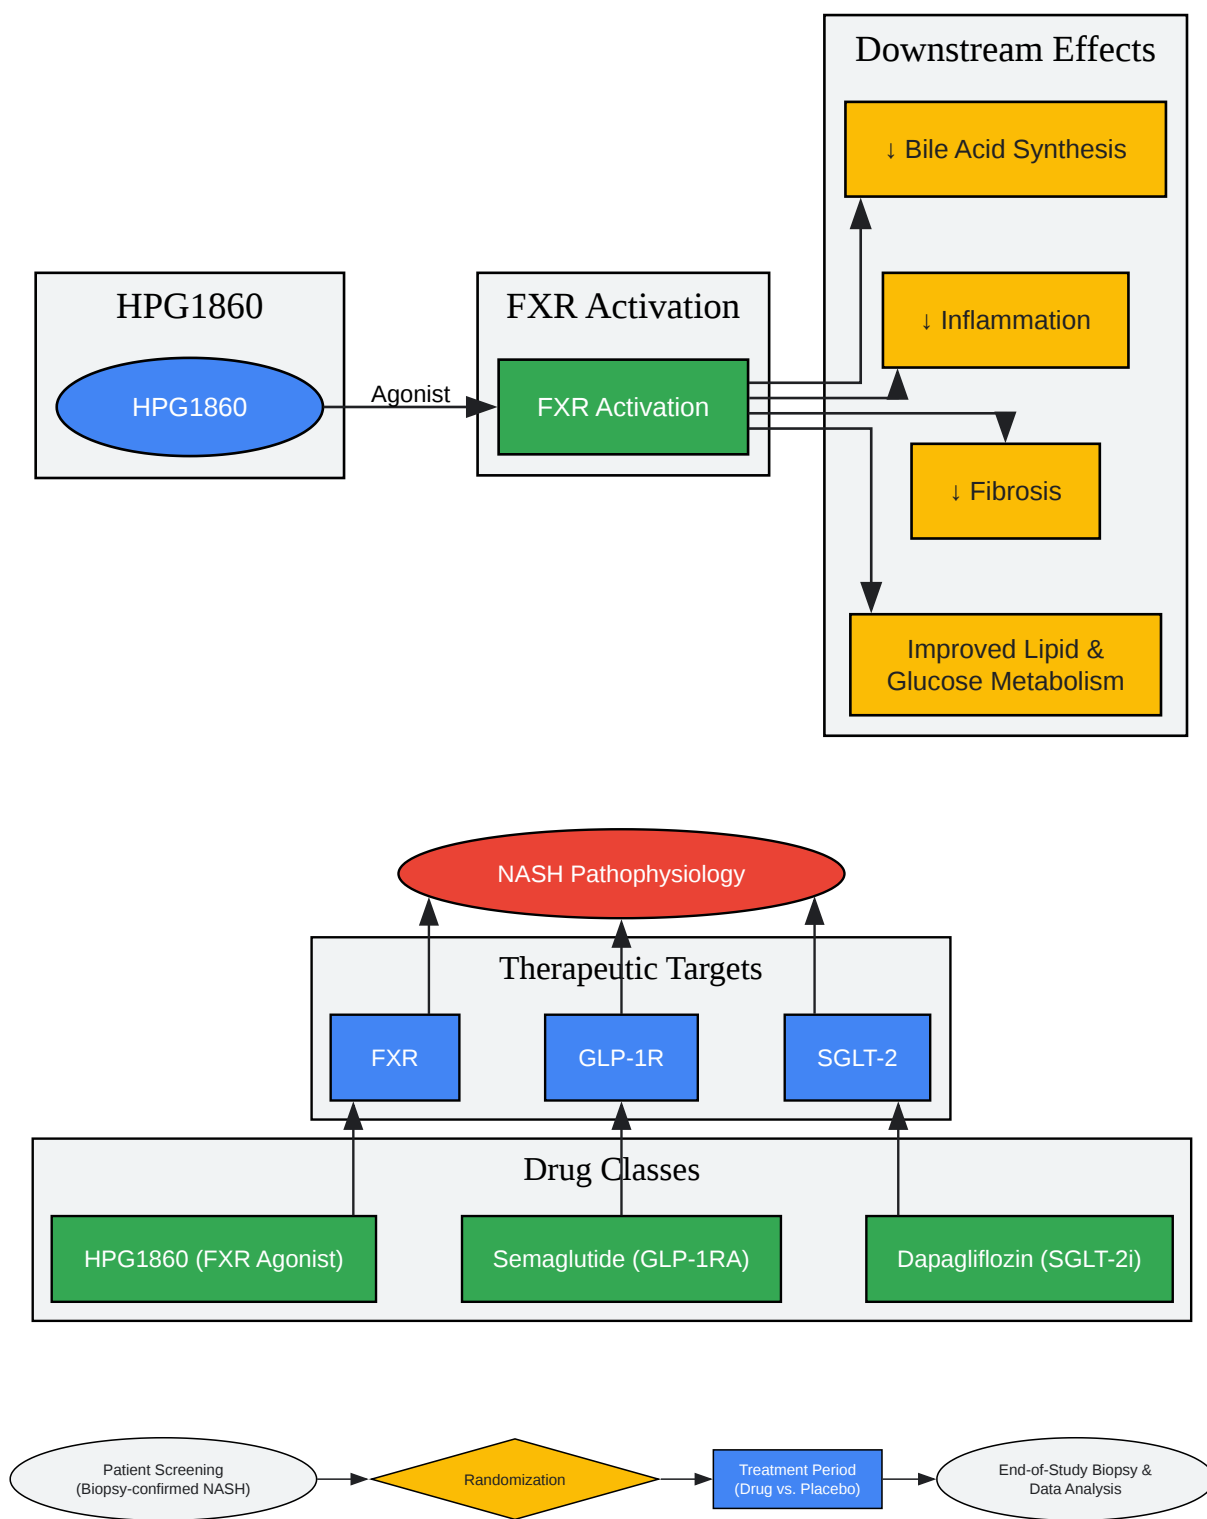 Downstream Effects
↓ Bile Acid Synthesis
HPG1860
FXR Activation
↓ Inflammation
HPG1860
Agonist
FXR Activation
↓ Fibrosis
Improved Lipid &
Glucose Metabolism
NASH Pathophysiology
Therapeutic Targets
FXR
GLP-1R
SGLT-2
Drug Classes
HPG1860 (FXR Agonist)
Semaglutide (GLP-1RA)
Dapagliflozin (SGLT-2i)
Patient Screening
(Biopsy-confirmed NASH)
Randomization
Treatment Period
(Drug vs. Placebo)
End-of-Study Biopsy &
Data Analysis